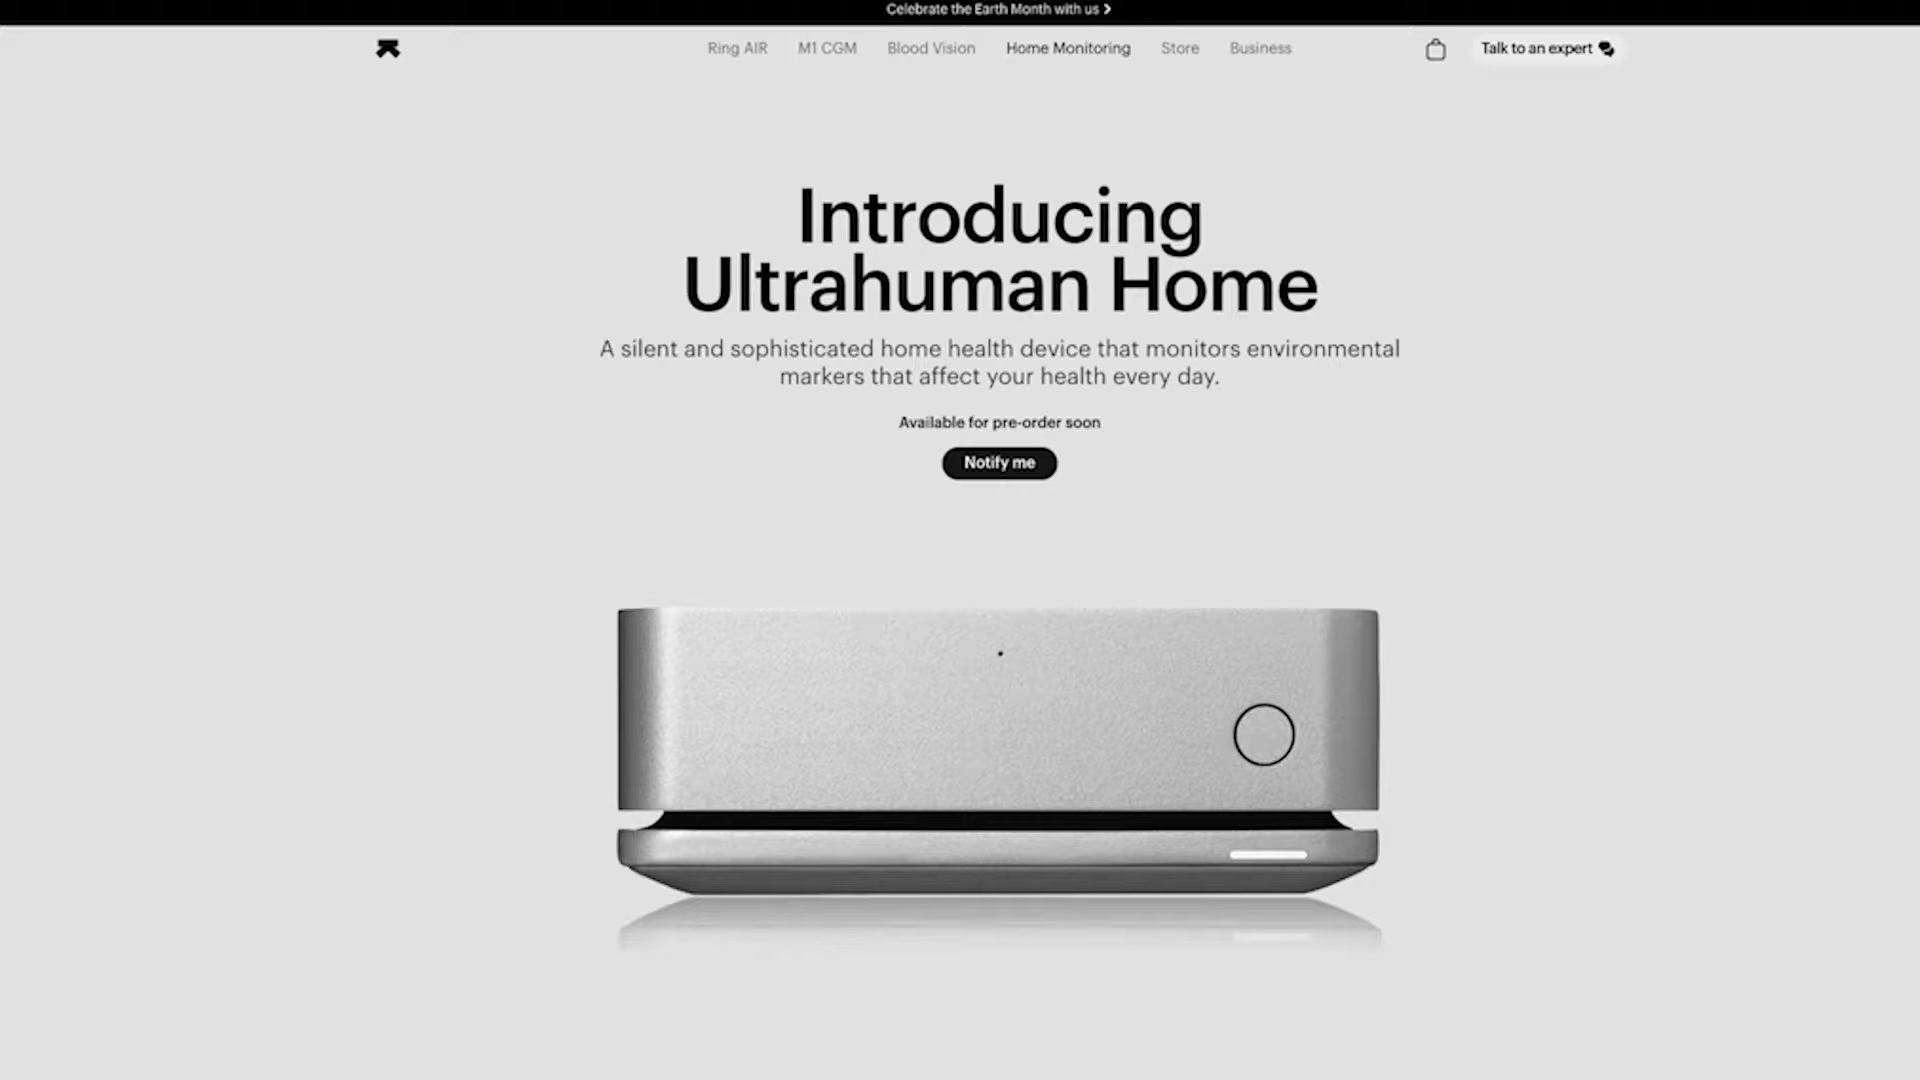 Celebrate the Earth Month with us
Ring AIR
M1 CGM
Blood Vision
Home Monitoring
Store
Business
Talk to an expert
Introducing
Ultrahuman Home
A silent and sophisticated home health device that monitors environmental
markers that affect your health every day.
Available for pre-order soon
Notify me